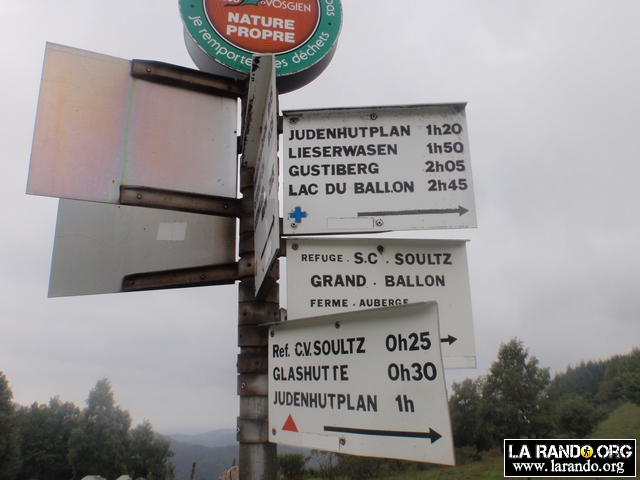 VOSGIEN
NATURE
PROPRE
Je remporte mes déchets
JUDENHUTPLAN 1h20
LIESERWASEN 1h50
GUSTIBERG 2h05
LAC DU BALLON 2h45
REFUGE . S.C. SOULTZ
GRAND . BALLON
FERME - AUBERGE
Ref. C.V. SOULTZ 0h25
GLASHUTTE 0h30
JUDENHUTPLAN 1h
LA RANDO.ORG
www.larando.org